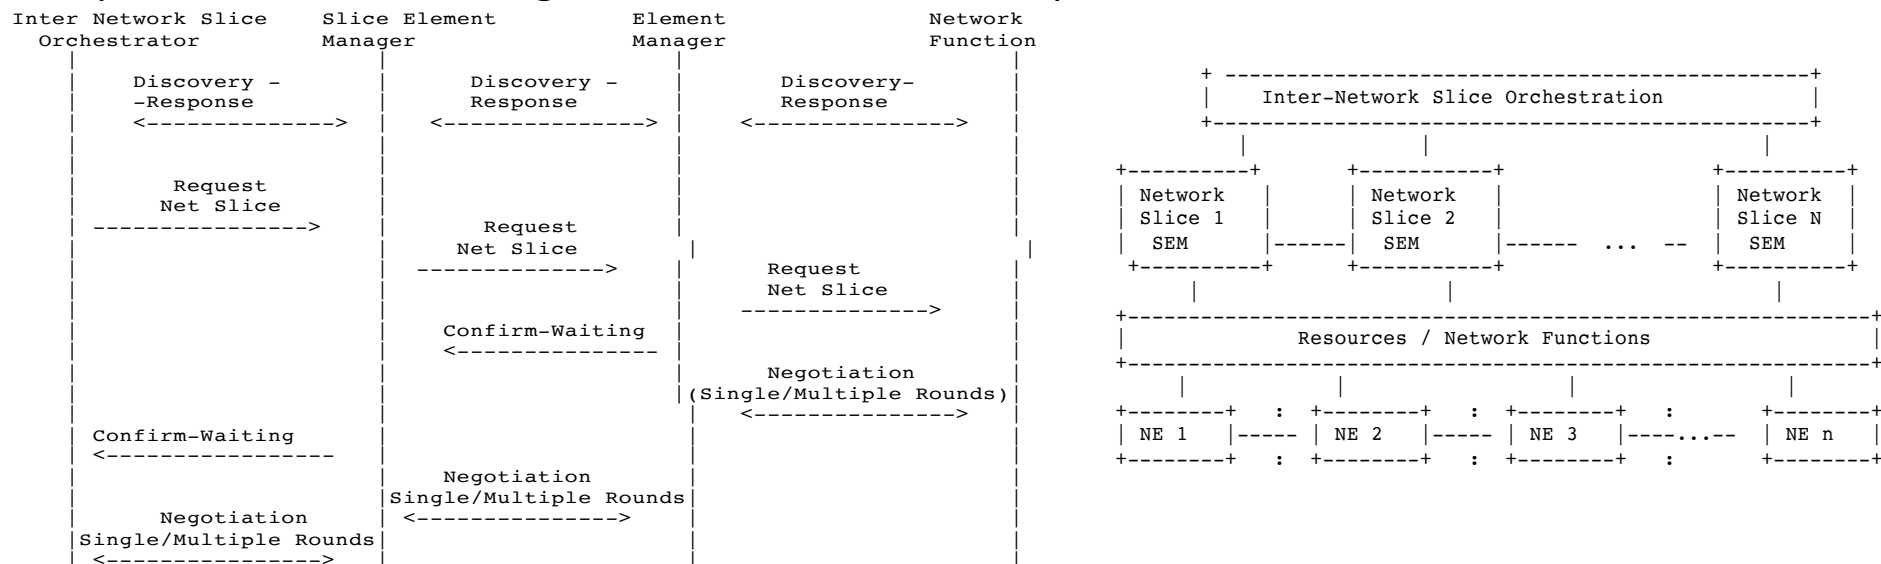 Inter Network Slice Orchestrator
Slice Element Manager
Element Manager
Network Function
Discovery -
-Response
<-------------->
Discovery -
Response
<-------------->
Discovery-
Response
<-------------->
Request
Net Slice
---------------->
Request
Net Slice
-------------->
Request
Net Slice
-------------->
Confirm-Waiting
<---------------
Negotiation
(Single/Multiple Rounds)
<--------------->
Confirm-Waiting
<-----------------
Negotiation
Single/Multiple Rounds
<--------------->
Negotiation
Single/Multiple Rounds
<---------------->
Inter-Network Slice Orchestration
Network
Slice 1
SEM
Network
Slice 2
SEM
...
Network
Slice N
SEM
Resources / Network Functions
NE 1
NE 2
NE 3
...
NE n